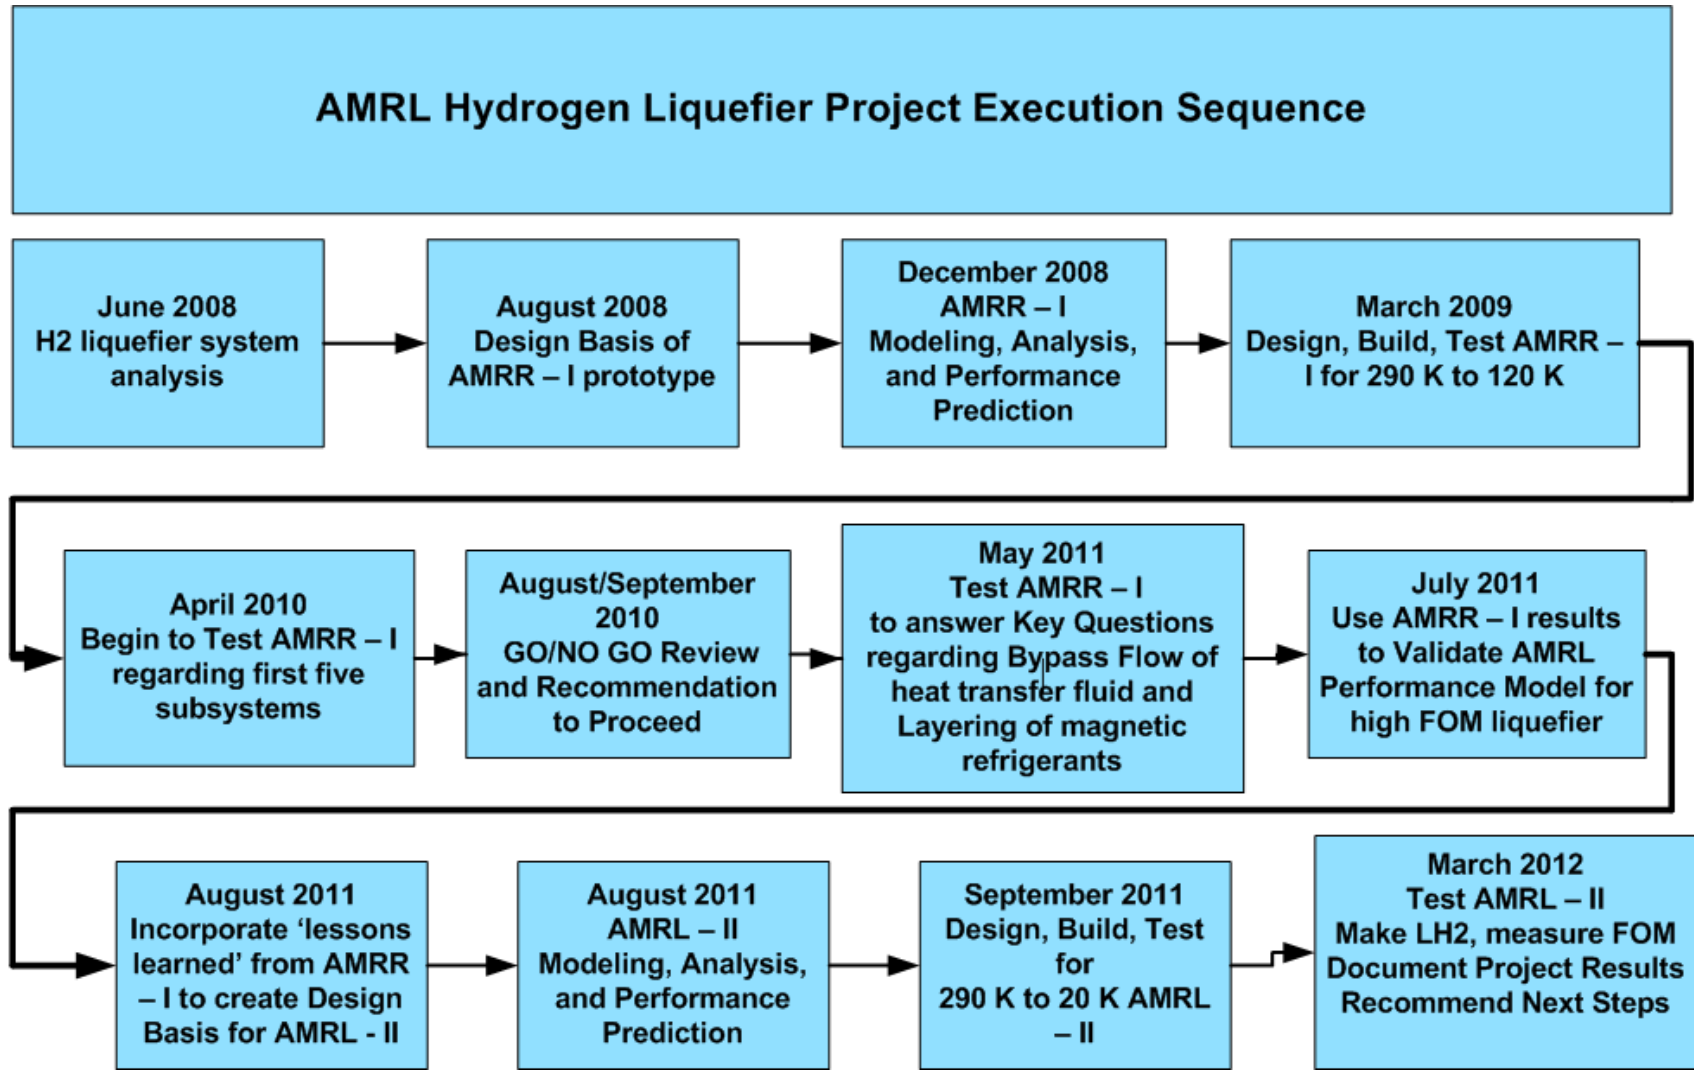 AMRL Hydrogen Liquefier Project Execution Sequence
June 2008
H2 liquefier system
analysis
August 2008
Design Basis of
AMRR – I prototype
December 2008
AMRR – I
Modeling, Analysis,
and Performance
Prediction
March 2009
Design, Build, Test AMRR –
I for 290 K to 120 K
April 2010
Begin to Test AMRR – I
regarding first five
subsystems
August/September
2010
GO/NO GO Review
and Recommendation
to Proceed
May 2011
Test AMRR – I
to answer Key Questions
regarding Bypass Flow of
heat transfer fluid and
Layering of magnetic
refrigerants
July 2011
Use AMRR – I results
to Validate AMRL
Performance Model for
high FOM liquefier
August 2011
Incorporate ‘lessons
learned’ from AMRR
– I to create Design
Basis for AMRL - II
August 2011
AMRL – II
Modeling, Analysis,
and Performance
Prediction
September 2011
Design, Build, Test
for
290 K to 20 K AMRL
– II
March 2012
Test AMRL – II
Make LH2, measure FOM
Document Project Results
Recommend Next Steps